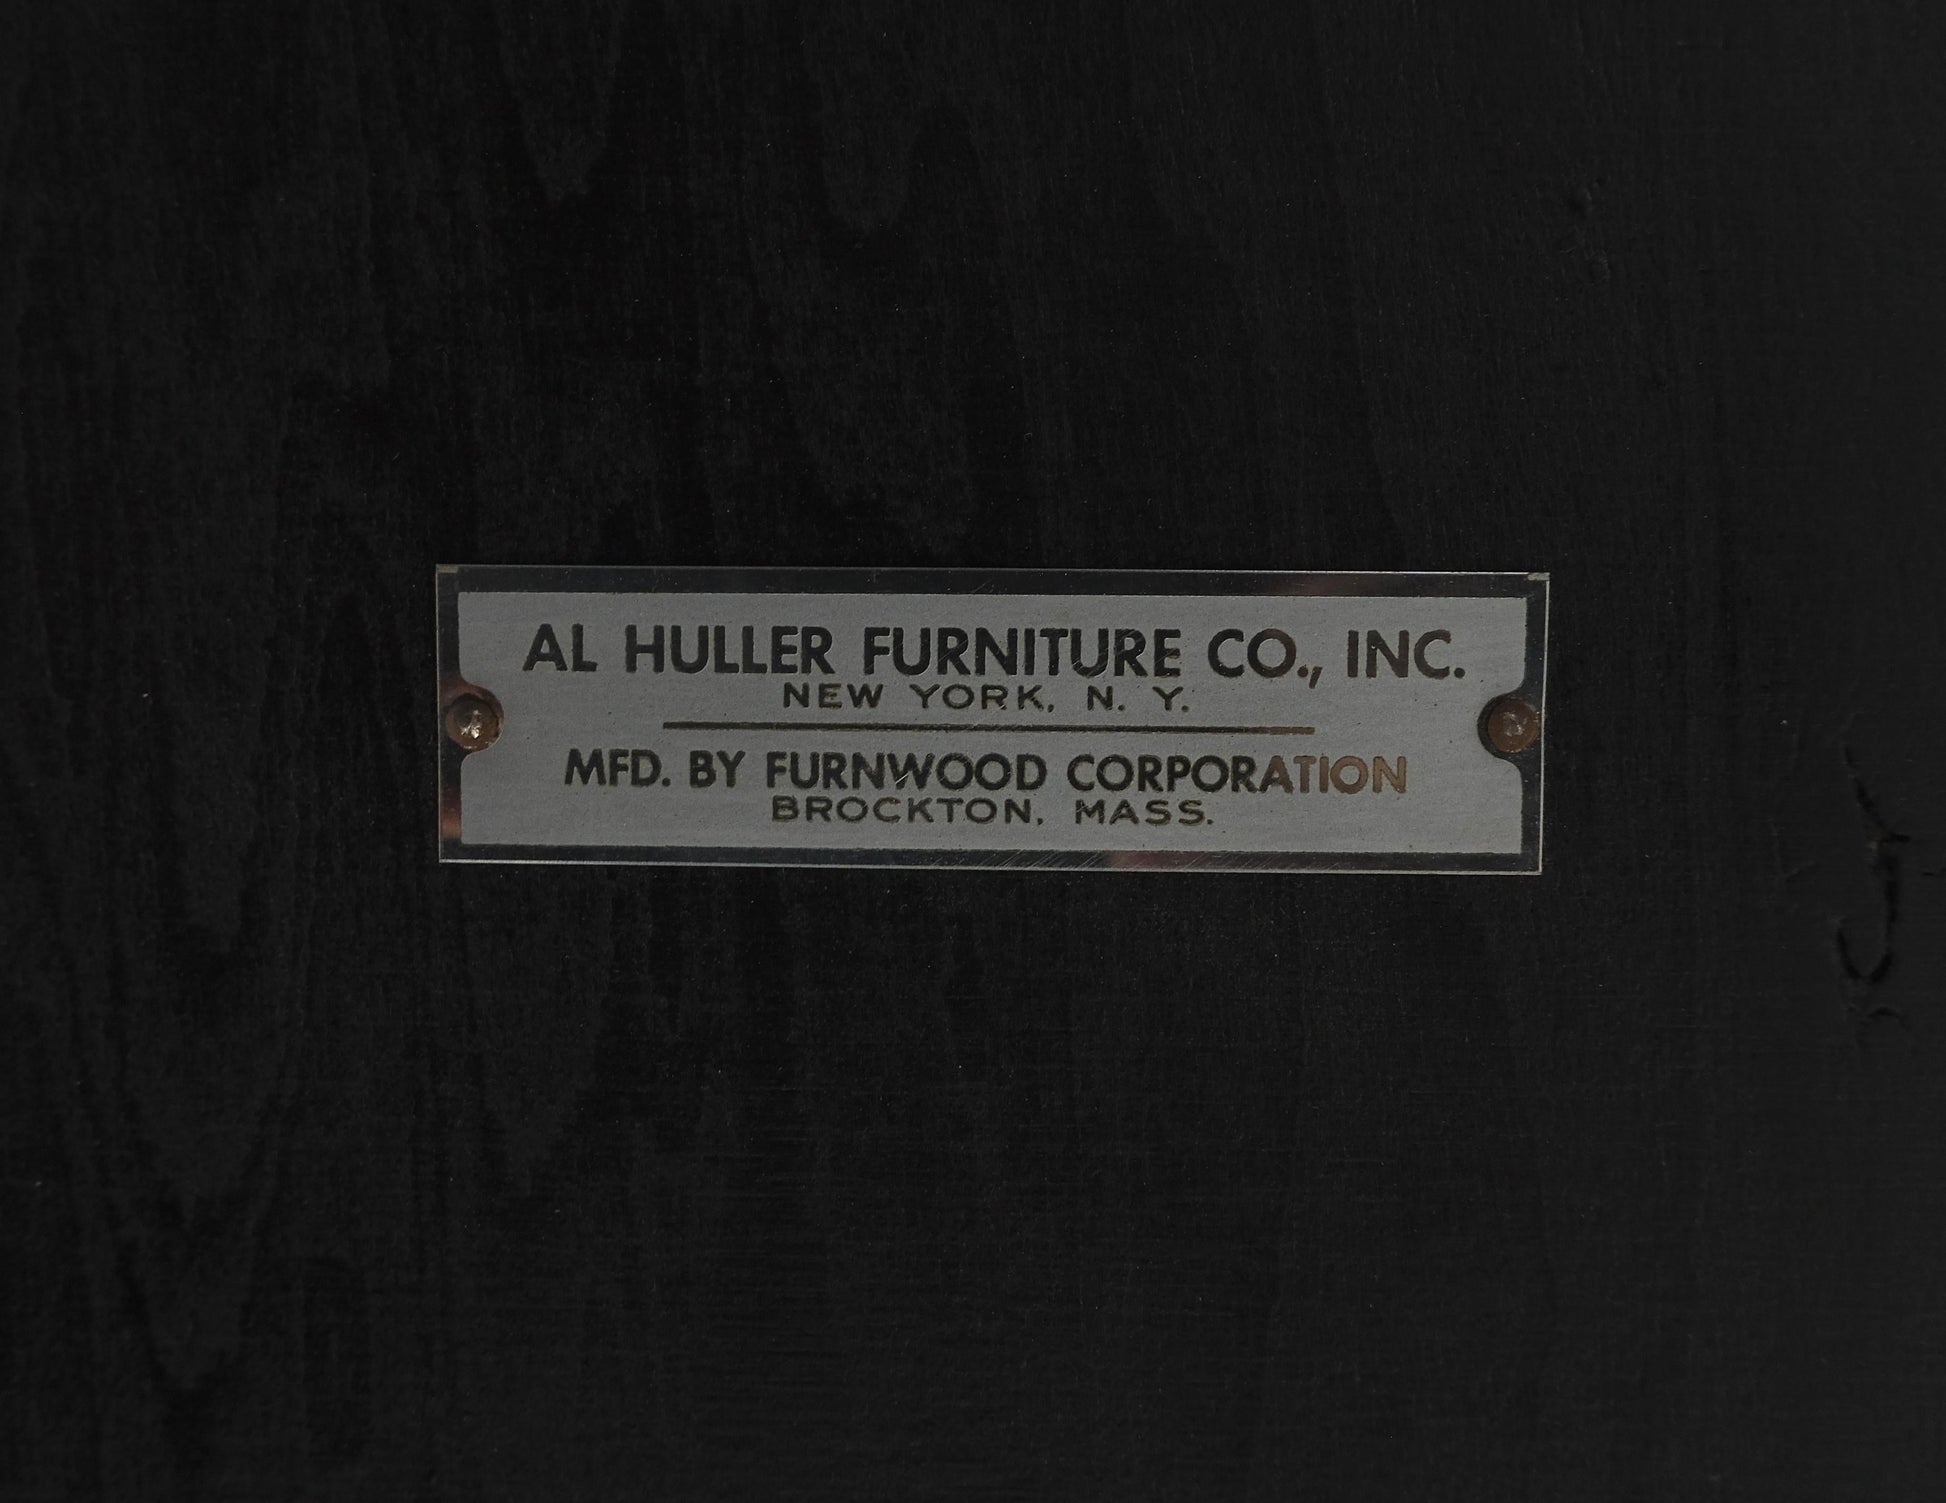 AL HULLER FURNITURE CO., INC.
NEW YORK, N. Y.
MFD. BY FURNWOOD CORPORATION
BROCKTON, MASS.